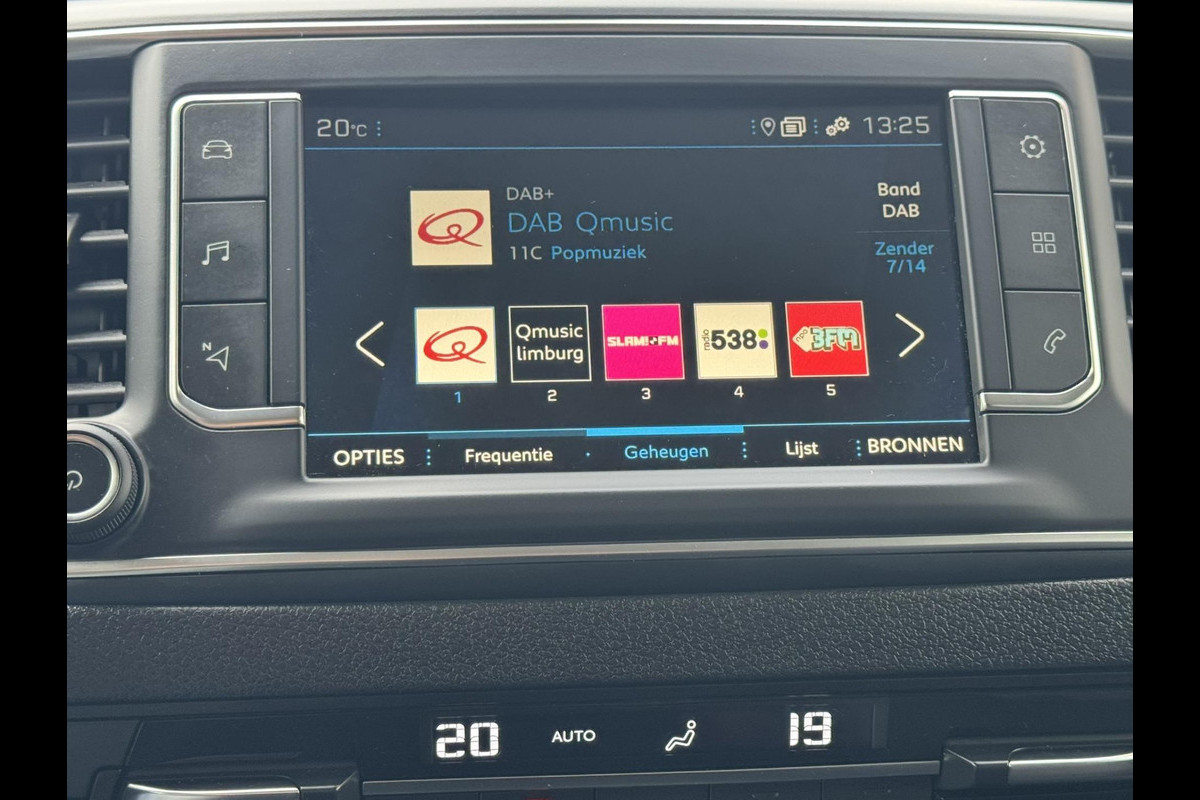 20°C
13:25
DAB+
DAB Qmusic
11C Popmuziek
Band
DAB
Zender
7/14
Qmusic
limburg
SLAM!FM
radio
538
3FM
1
2
3
4
5
OPTIES
Frequentie
Geheugen
Lijst
BRONNEN
N
20
AUTO
19